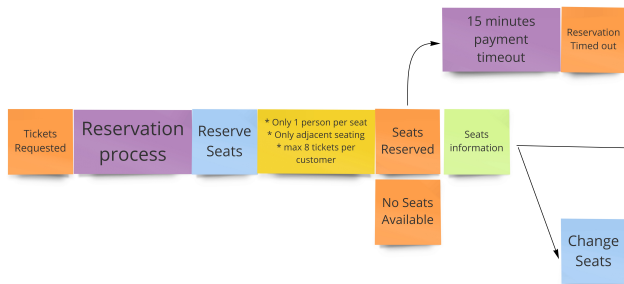 15 minutes
payment
timeout
Reservation
Timed out
Tickets
Requested
Reservation
process
Reserve
Seats
* Only 1 person per seat
* Only adjacent seating
* max 8 tickets per
customer
Seats
Reserved
Seats
information
No Seats
Available
Change
Seats